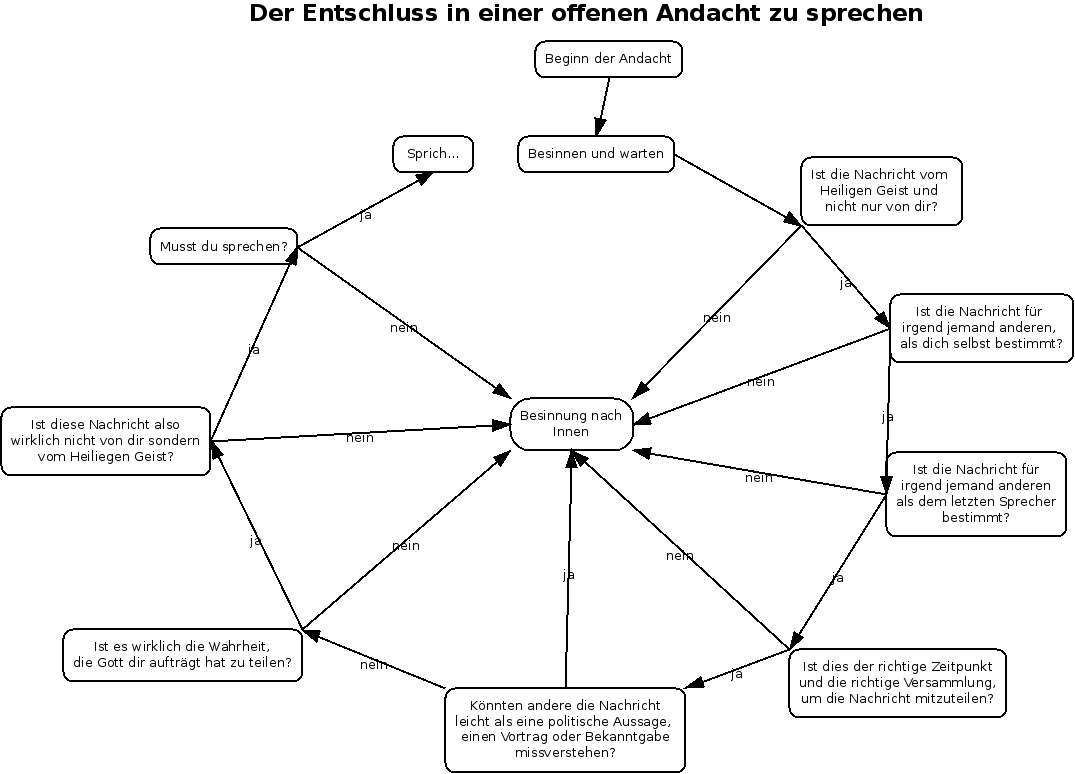 Der Entschluss in einer offenen Andacht zu sprechen
Beginn der Andacht
Besinnen und warten
Ist die Nachricht vom
Heiligen Geist und
nicht nur von dir?
nein
ja
Ist die Nachricht für
irgend jemand anderen,
als dich selbst bestimmt?
nein
ja
Ist die Nachricht für
irgend jemand anderen
als dem letzten Sprecher
bestimmt?
nein
ja
Ist dies der richtige Zeitpunkt
und die richtige Versammlung,
um die Nachricht mitzuteilen?
nein
ja
Könnten andere die Nachricht
leicht als eine politische Aussage,
einen Vortrag oder Bekanntgabe
missverstehen?
ja
nein
Ist es wirklich die Wahrheit,
die Gott dir aufträgt hat zu teilen?
nein
ja
Ist diese Nachricht also
wirklich nicht von dir sondern
vom Heiliegen Geist?
nein
ja
Musst du sprechen?
nein
ja
Sprich...
Besinnung nach
Innen